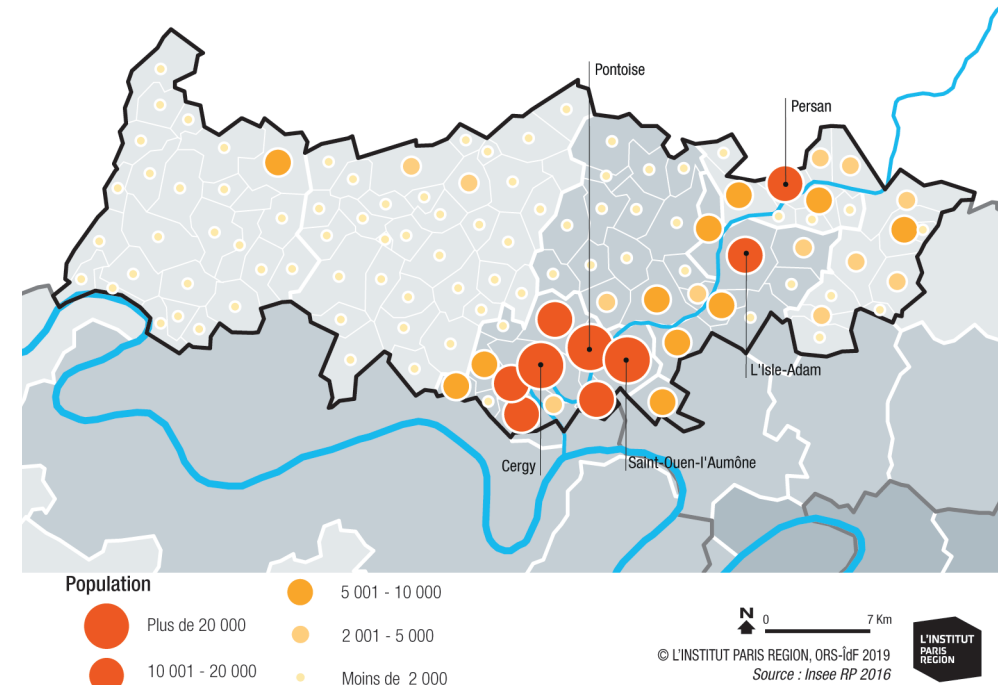 Pontoise
Persan
L'Isle-Adam
Cergy
Saint-Ouen-l'Aumône
Population
Plus de 20 000
10 001 - 20 000
5 001 - 10 000
2 001 - 5 000
Moins de 2 000
N
0 7 Km
© L'INSTITUT PARIS REGION, ORS-ÎdF 2019
Source : Insee RP 2016
L'INSTITUT
PARIS
REGION